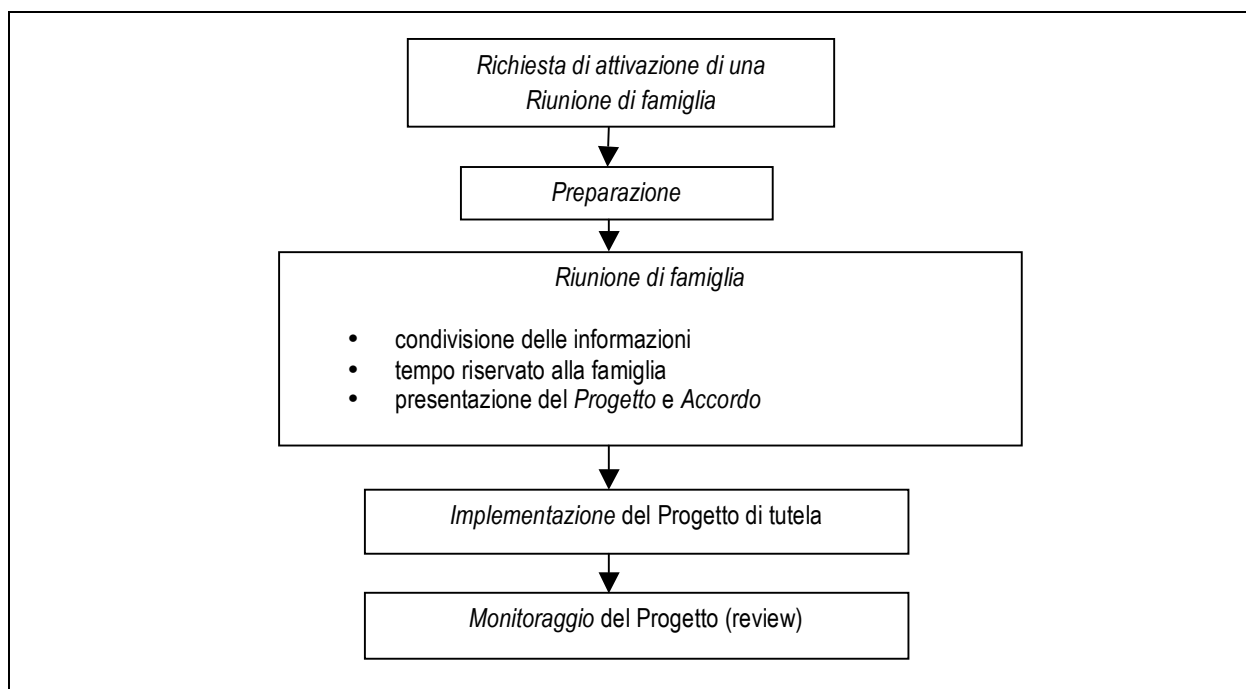 Richiesta di attivazione di una
Riunione di famiglia
Preparazione
Riunione di famiglia
• condivisione delle informazioni
• tempo riservato alla famiglia
• presentazione del Progetto e Accordo
Implementazione del Progetto di tutela
Monitoraggio del Progetto (review)